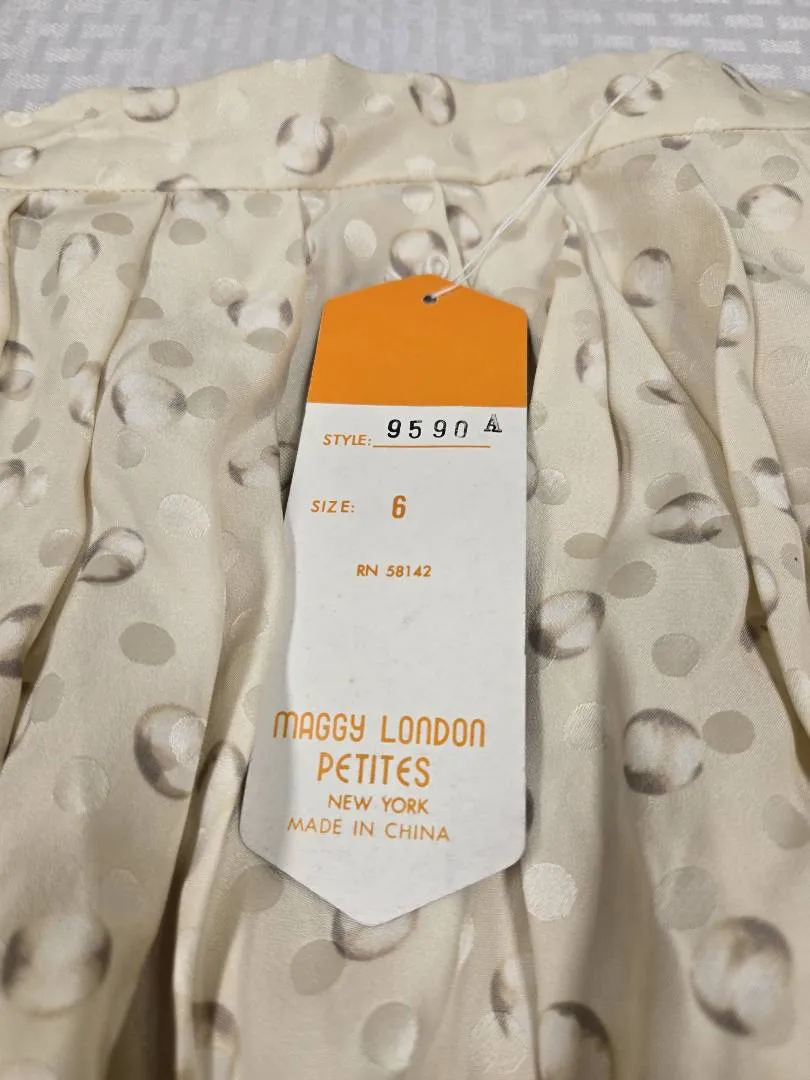 STYLE: 9590 A
SIZE: 6
RN 58142
MAGGY LONDON
PETITES
NEW YORK
MADE IN CHINA